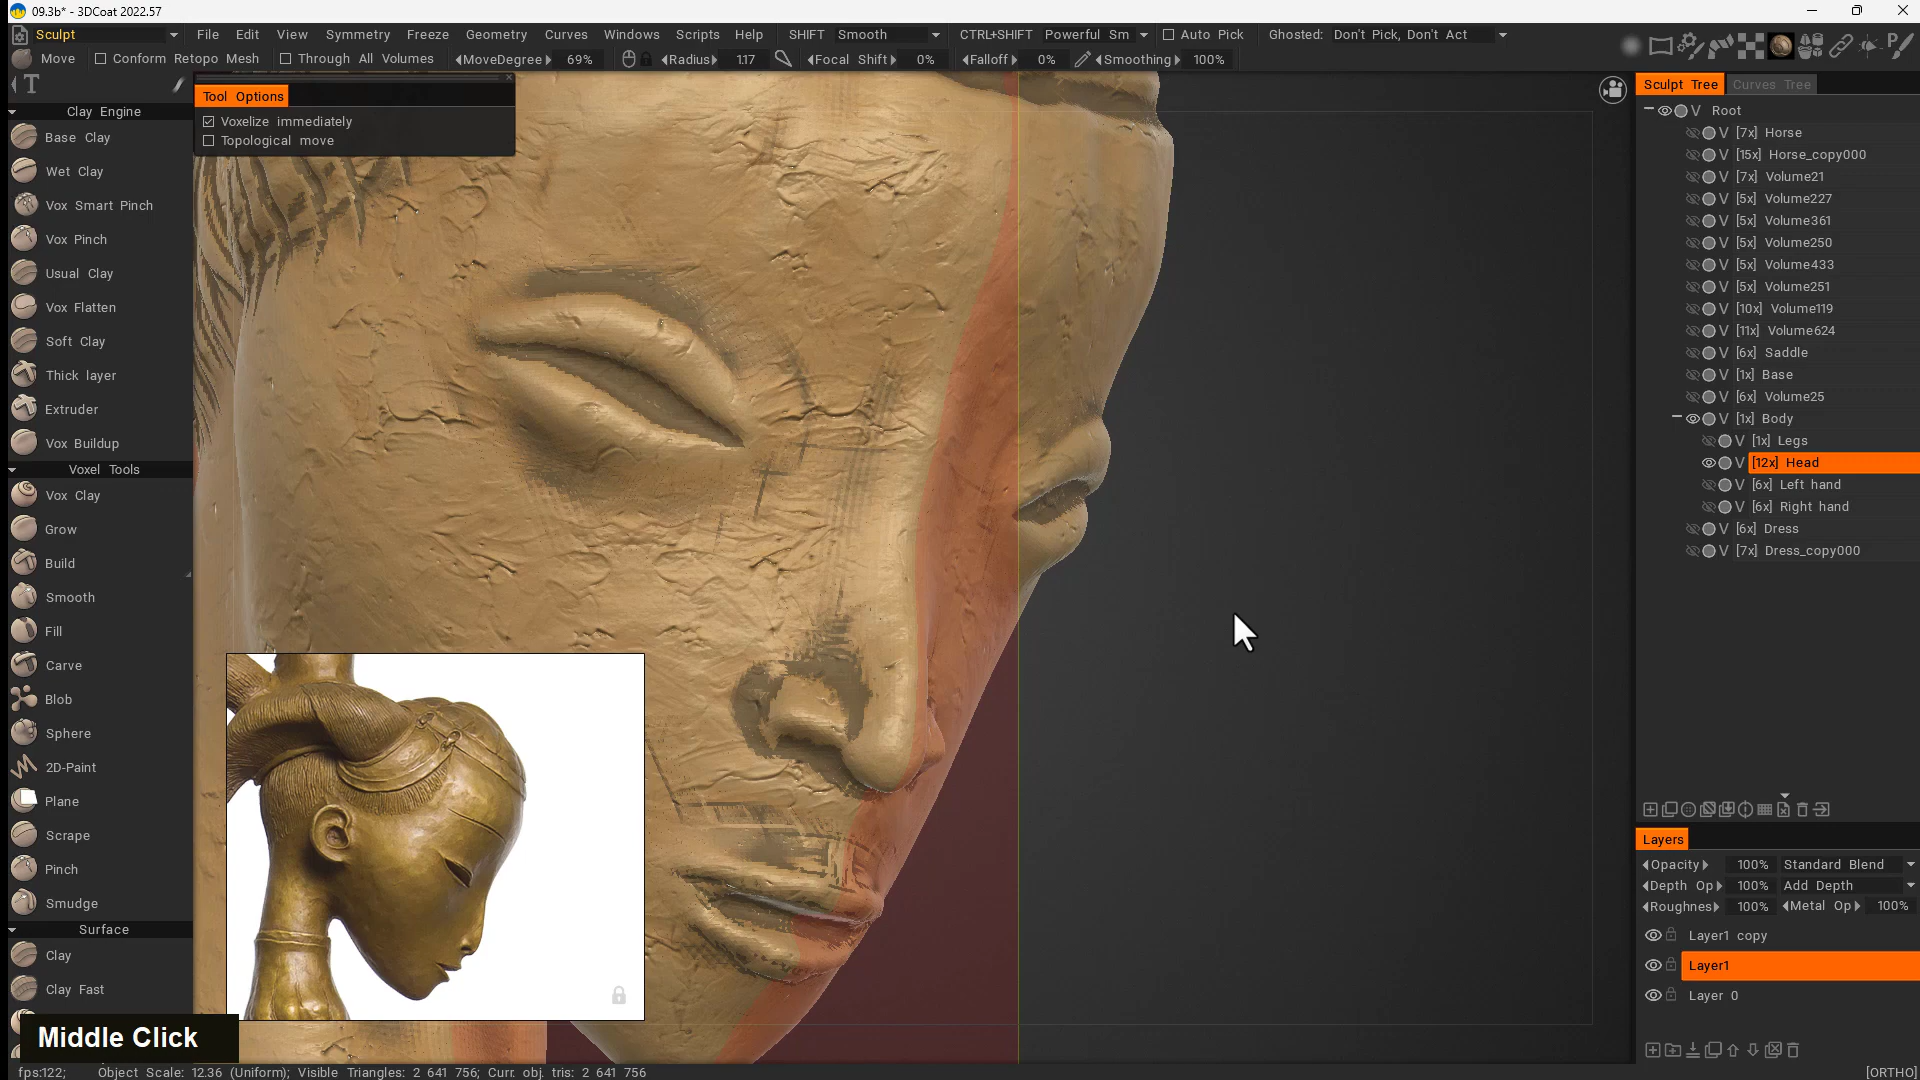 09.3b* - 3DCoat 2022.57
Sculpt File Edit View Symmetry Freeze Geometry Curves Windows Scripts Help SHIFT Smooth CTRL+SHIFT Powerful Sm Auto Pick Ghosted: Don't Pick, Don't Act
Move Conform Retopo Mesh Through All Volumes MoveDegree 69% Radius 1.17 Focal Shift 0% Falloff 0% Smoothing 100%
T
Tool Options
Voxelize immediately
Topological move
Clay Engine
Base Clay
Wet Clay
Vox Smart Pinch
Vox Pinch
Usual Clay
Vox Flatten
Soft Clay
Thick layer
Extruder
Vox Buildup
Voxel Tools
Vox Clay
Grow
Build
Smooth
Fill
Carve
Blob
Sphere
2D-Paint
Plane
Scrape
Pinch
Smudge
Surface
Clay
Clay Fast
Middle Click
Sculpt Tree Curves Tree
V Root
V [7x] Horse
V [15x] Horse_copy000
V [7x] Volume21
V [5x] Volume227
V [5x] Volume361
V [5x] Volume250
V [5x] Volume433
V [5x] Volume251
V [10x] Volume119
V [11x] Volume624
V [6x] Saddle
V [1x] Base
V [6x] Volume25
V [1x] Body
V [1x] Legs
V [12x] Head
V [6x] Left hand
V [6x] Right hand
V [6x] Dress
V [7x] Dress_copy000
Layers
Opacity 100% Standard Blend
Depth Op 100% Add Depth
Roughnes 100% Metal Op 100%
Layer1 copy
Layer1
Layer 0
fps:122; Object Scale: 12.36 (Uniform); Visible Triangles: 2 641 756; Curr. obj. tris: 2 641 756
[ORTHO]